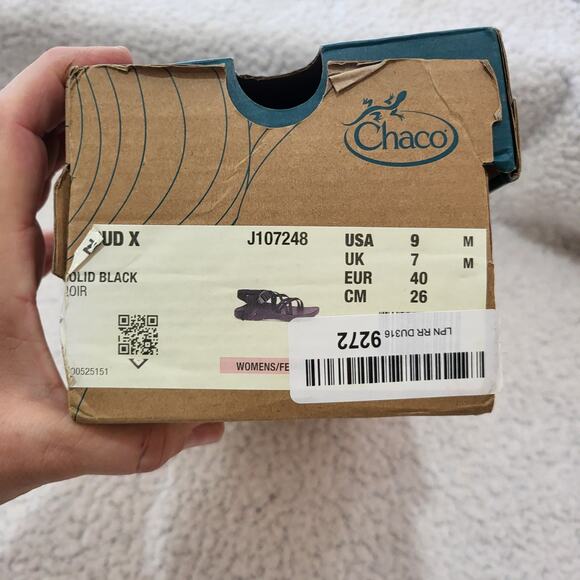 Chaco
UD X J107248 USA 9 M
UK 7 M
OLID BLACK EUR 40
OIR CM 26
00525151
WOMENS/FE
LPN RR DU316
9272